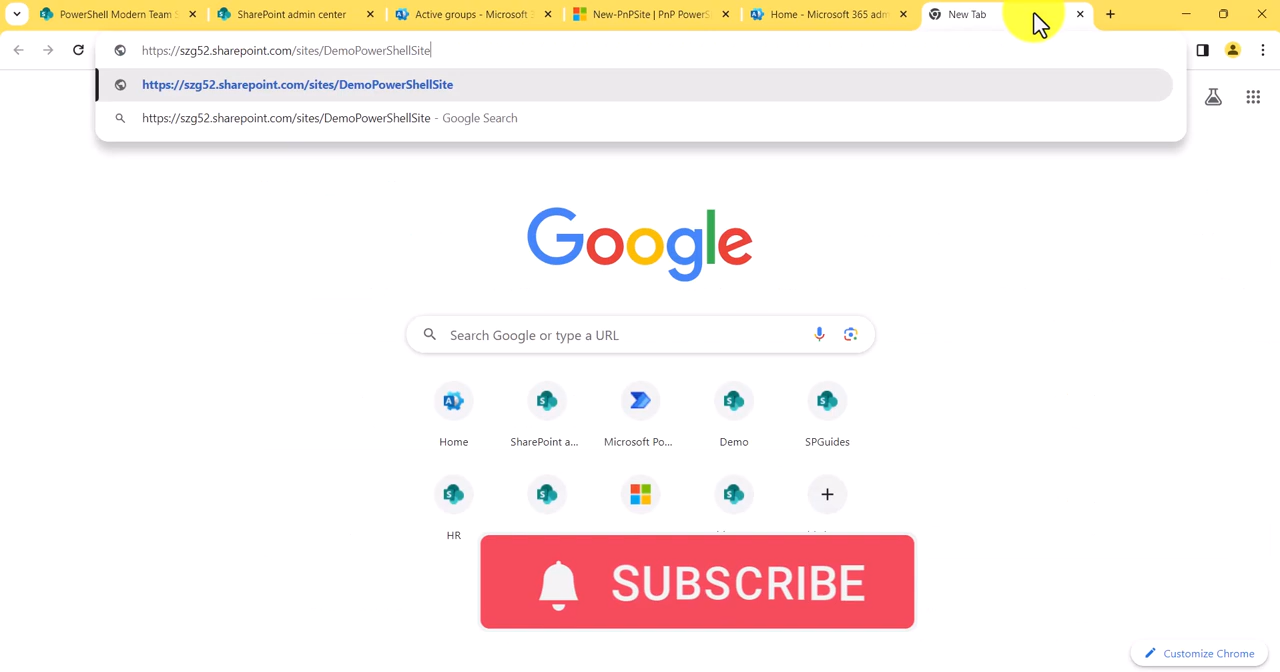 PowerShell Modern Team S
SharePoint admin center
Active groups - Microsoft 3
New-PnPSite | PnP PowerS
Home - Microsoft 365 adm
New Tab
https://szg52.sharepoint.com/sites/DemoPowerShellSite
https://szg52.sharepoint.com/sites/DemoPowerShellSite
https://szg52.sharepoint.com/sites/DemoPowerShellSite - Google Search
Google
Search Google or type a URL
Home
SharePoint a...
Microsoft Po...
Demo
SPGuides
HR
SUBSCRIBE
Customize Chrome